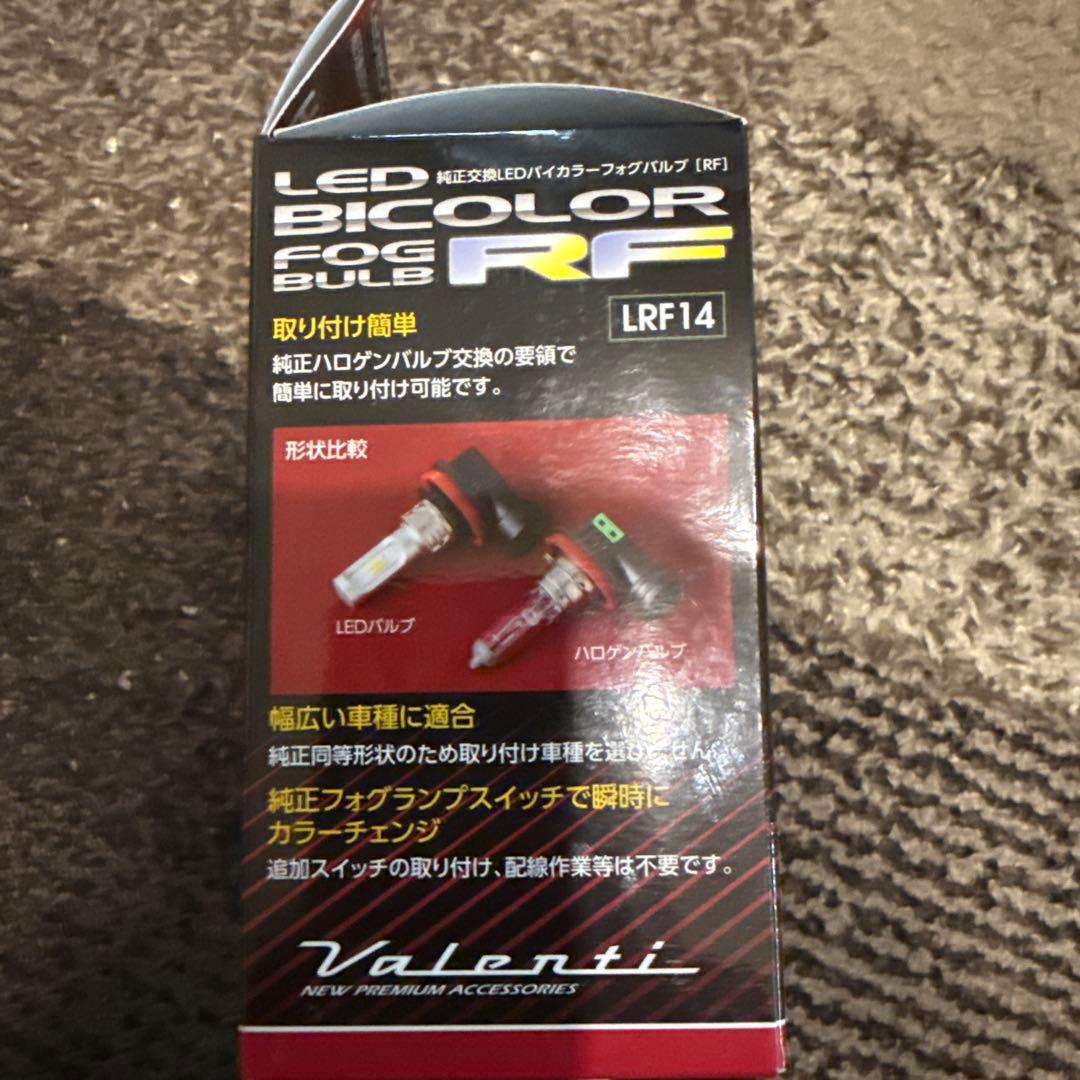 LED 純正交換LEDバイカラーフォグバルブ [RF]
BICOLOR
FOG
BULB RF
LRF14
取り付け簡単
純正ハロゲンバルブ交換の要領で
簡単に取り付け可能です。
形状比較
LEDバルブ
ハロゲンバルブ
幅広い車種に適合
純正同等形状のため取り付け車種を選びません。
純正フォグランプスイッチで瞬時に
カラーチェンジ
追加スイッチの取り付け、配線作業等は不要です。
Valenti
NEW PREMIUM ACCESSORIES